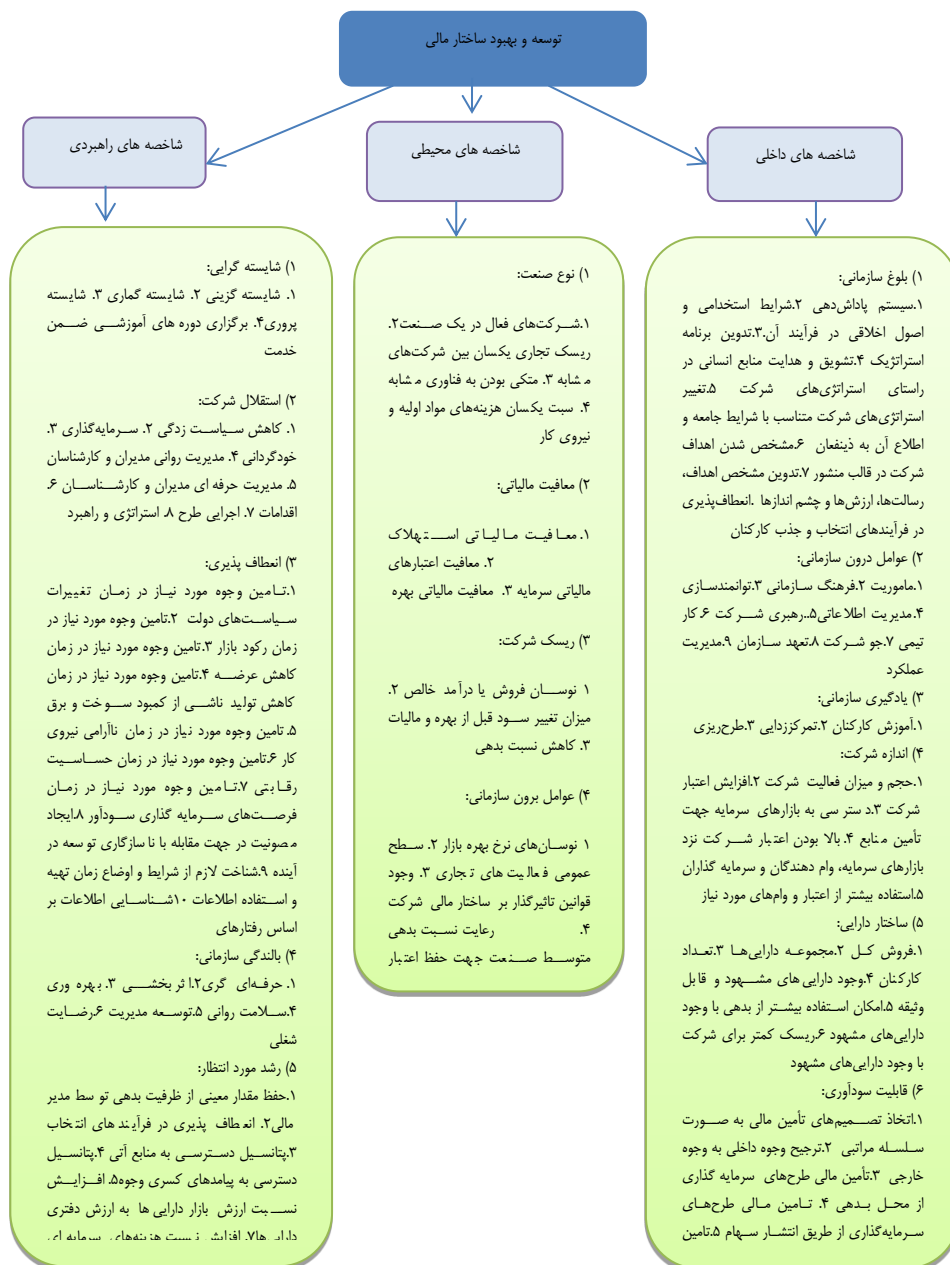 توسعه و بهبود ساختار مالی
شاخصه های داخلی
شاخصه های محیطی
شاخصه های راهبردی
۱) بلوغ سازمانی:
۱.سیستم پاداش‌دهی ۲.شرایط استخدامی و
اصول اخلاقی در فرآیند آن.۳.تدوین برنامه
استراتژیک ۴.تشویق و هدایت منابع انسانی در
راستای استراتژی‌های شرکت ۵.تغییر
استراتژی‌های شرکت متناسب با شرایط جامعه و
اطلاع آن به ذینفعان ۶.مشخص شدن اهداف
شرکت در قالب منشور ۷.تدوین مشخص اهداف،
رسالت‌ها، ارزش‌ها و چشم اندازها .انعطاف‌پذیری
در فرآیندهای انتخاب و جذب کارکنان
۲) عوامل درون سازمانی:
۱.ماموریت ۲.فرهنگ سازمانی ۳.توانمندسازی
۴.مدیریت اطلاعاتی۵..رهبری شرکت ۶.کار
تیمی ۷.جو شرکت ۸.تعهد سازمان ۹.مدیریت
عملکرد
۳) یادگیری سازمانی:
۱.آموزش کارکنان ۲.تمرکززدایی ۳.طرح‌ریزی
۴) اندازه شرکت:
۱.حجم و میزان فعالیت شرکت ۲.افزایش اعتبار
شرکت ۳.دسترسی به بازارهای سرمایه جهت
تأمین منابع ۴.بالا بودن اعتبار شرکت نزد
بازارهای سرمایه، وام دهندگان و سرمایه گذاران
۵.استفاده بیشتر از اعتبار و وام‌های مورد نیاز
۵) ساختار دارایی:
۱.فروش کل ۲.مجموعه دارایی‌ها ۳.تعداد
کارکنان ۴.وجود دارایی های مشهود و قابل
وثیقه ۵.امکان استفاده بیشتر از بدهی با وجود
دارایی‌های مشهود ۶.ریسک کمتر برای شرکت
با وجود دارایی‌های مشهود
۶) قابلیت سودآوری:
۱.اتخاذ تصمیم‌های تأمین مالی به صورت
سلسله مراتبی ۲.ترجیح وجوه داخلی به وجوه
خارجی ۳.تأمین مالی طرح‌های سرمایه گذاری
از محل بدهی ۴. تامین مالی طرح‌های
سرمایه‌گذاری از طریق انتشار سهام ۵.تامین
۱) نوع صنعت:
۱.شرکت‌های فعال در یک صنعت۲.
ریسک تجاری یکسان بین شرکت‌های
مشابه ۳. متکی بودن به فناوری مشابه
۴. سبت یکسان هزینه‌های مواد اولیه و
نیروی کار
۲) معافیت مالیاتی:
۱. معافیت مالیاتی استهلاک
۲. معافیت اعتبارهای
مالیاتی سرمایه ۳. معافیت مالیاتی بهره
۳) ریسک شرکت:
۱ نوسان فروش یا درآمد خالص ۲.
میزان تغییر سود قبل از بهره و مالیات
۳. کاهش نسبت بدهی
۴) عوامل برون سازمانی:
۱ نوسان‌های نرخ بهره بازار ۲. سطح
عمومی فعالیت های تجاری ۳. وجود
قوانین تاثیرگذار بر ساختار مالی شرکت
۴. رعایت نسبت بدهی
متوسط صنعت جهت حفظ اعتبار
۱) شایسته گرایی:
۱. شایسته گزینی ۲. شایسته گماری ۳. شایسته
پروری۴. برگزاری دوره های آموزشی ضمن
خدمت
۲) استقلال شرکت:
۱. کاهش سیاست زدگی ۲. سرمایه‌گذاری ۳.
خودگردانی ۴. مدیریت روانی مدیران و کارشناسان
۵. مدیریت حرفه ای مدیران و کارشناسان ۶.
اقدامات ۷. اجرایی طرح ۸. استراتژی و راهبرد
۳) انعطاف پذیری:
۱.تامین وجوه مورد نیاز در زمان تغییرات
سیاست‌های دولت ۲.تامین وجوه مورد نیاز در
زمان رکود بازار ۳.تامین وجوه مورد نیاز در زمان
کاهش عرضه ۴.تامین وجوه مورد نیاز در زمان
کاهش تولید ناشی از کمبود سوخت و برق
۵.تامین وجوه مورد نیاز در زمان ناآرامی نیروی
کار ۶.تامین وجوه مورد نیاز در زمان حساسیت
رقابتی ۷.تامین وجوه مورد نیاز در زمان
فرصت‌های سرمایه گذاری سودآور ۸.ایجاد
مصونیت در جهت مقابله با ناسازگاری توسعه در
آینده ۹.شناخت لازم از شرایط و اوضاع زمان تهیه
و استفاده اطلاعات ۱۰.شناسایی اطلاعات بر
اساس رفتارهای
۴) بالندگی سازمانی:
۱. حرفه‌ای گری۲.اثر بخشی ۳. بهره وری
۴.سلامت روانی ۵.توسعه مدیریت ۶.رضایت
شغلی
۵) رشد مورد انتظار:
۱.حفظ مقدار معینی از ظرفیت بدهی توسط مدیر
مالی۲. انعطاف پذیری در فرآیندهای انتخاب
۳.پتانسیل دسترسی به منابع آتی ۴.پتانسیل
دسترسی به پیامدهای کسری وجوه۵. افزایش
نسبت ارزش بازار دارایی ها به ارزش دفتری
دارایی‌ها۷. افزایش نسبت هزینه‌های سرمایه ای